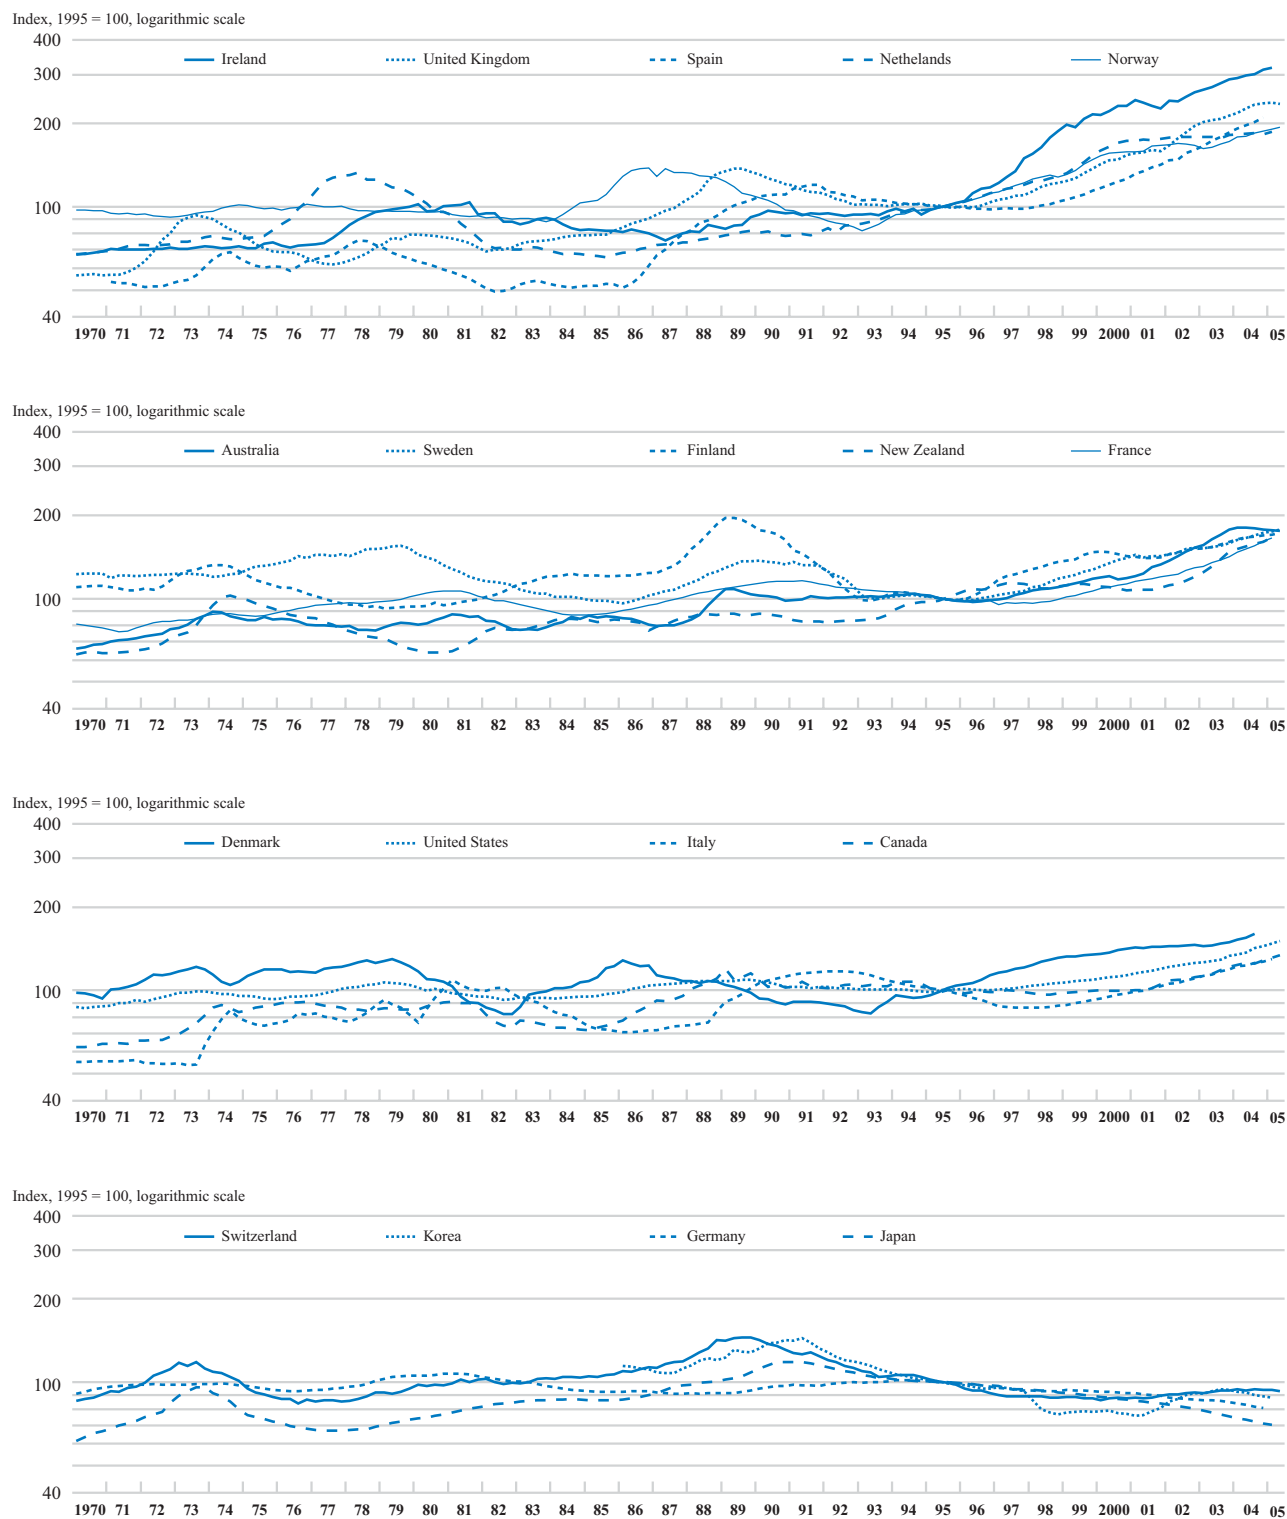 Index, 1995 = 100, logarithmic scale
400
Ireland United Kingdom Spain Nethelands Norway
300
200
100
40
1970 71 72 73 74 75 76 77 78 79 80 81 82 83 84 85 86 87 88 89 90 91 92 93 94 95 96 97 98 99 2000 01 02 03 04 05
Index, 1995 = 100, logarithmic scale
400
Australia Sweden Finland New Zealand France
300
200
100
40
1970 71 72 73 74 75 76 77 78 79 80 81 82 83 84 85 86 87 88 89 90 91 92 93 94 95 96 97 98 99 2000 01 02 03 04 05
Index, 1995 = 100, logarithmic scale
400
Denmark United States Italy Canada
300
200
100
40
1970 71 72 73 74 75 76 77 78 79 80 81 82 83 84 85 86 87 88 89 90 91 92 93 94 95 96 97 98 99 2000 01 02 03 04 05
Index, 1995 = 100, logarithmic scale
400
Switzerland Korea Germany Japan
300
200
100
40
1970 71 72 73 74 75 76 77 78 79 80 81 82 83 84 85 86 87 88 89 90 91 92 93 94 95 96 97 98 99 2000 01 02 03 04 05